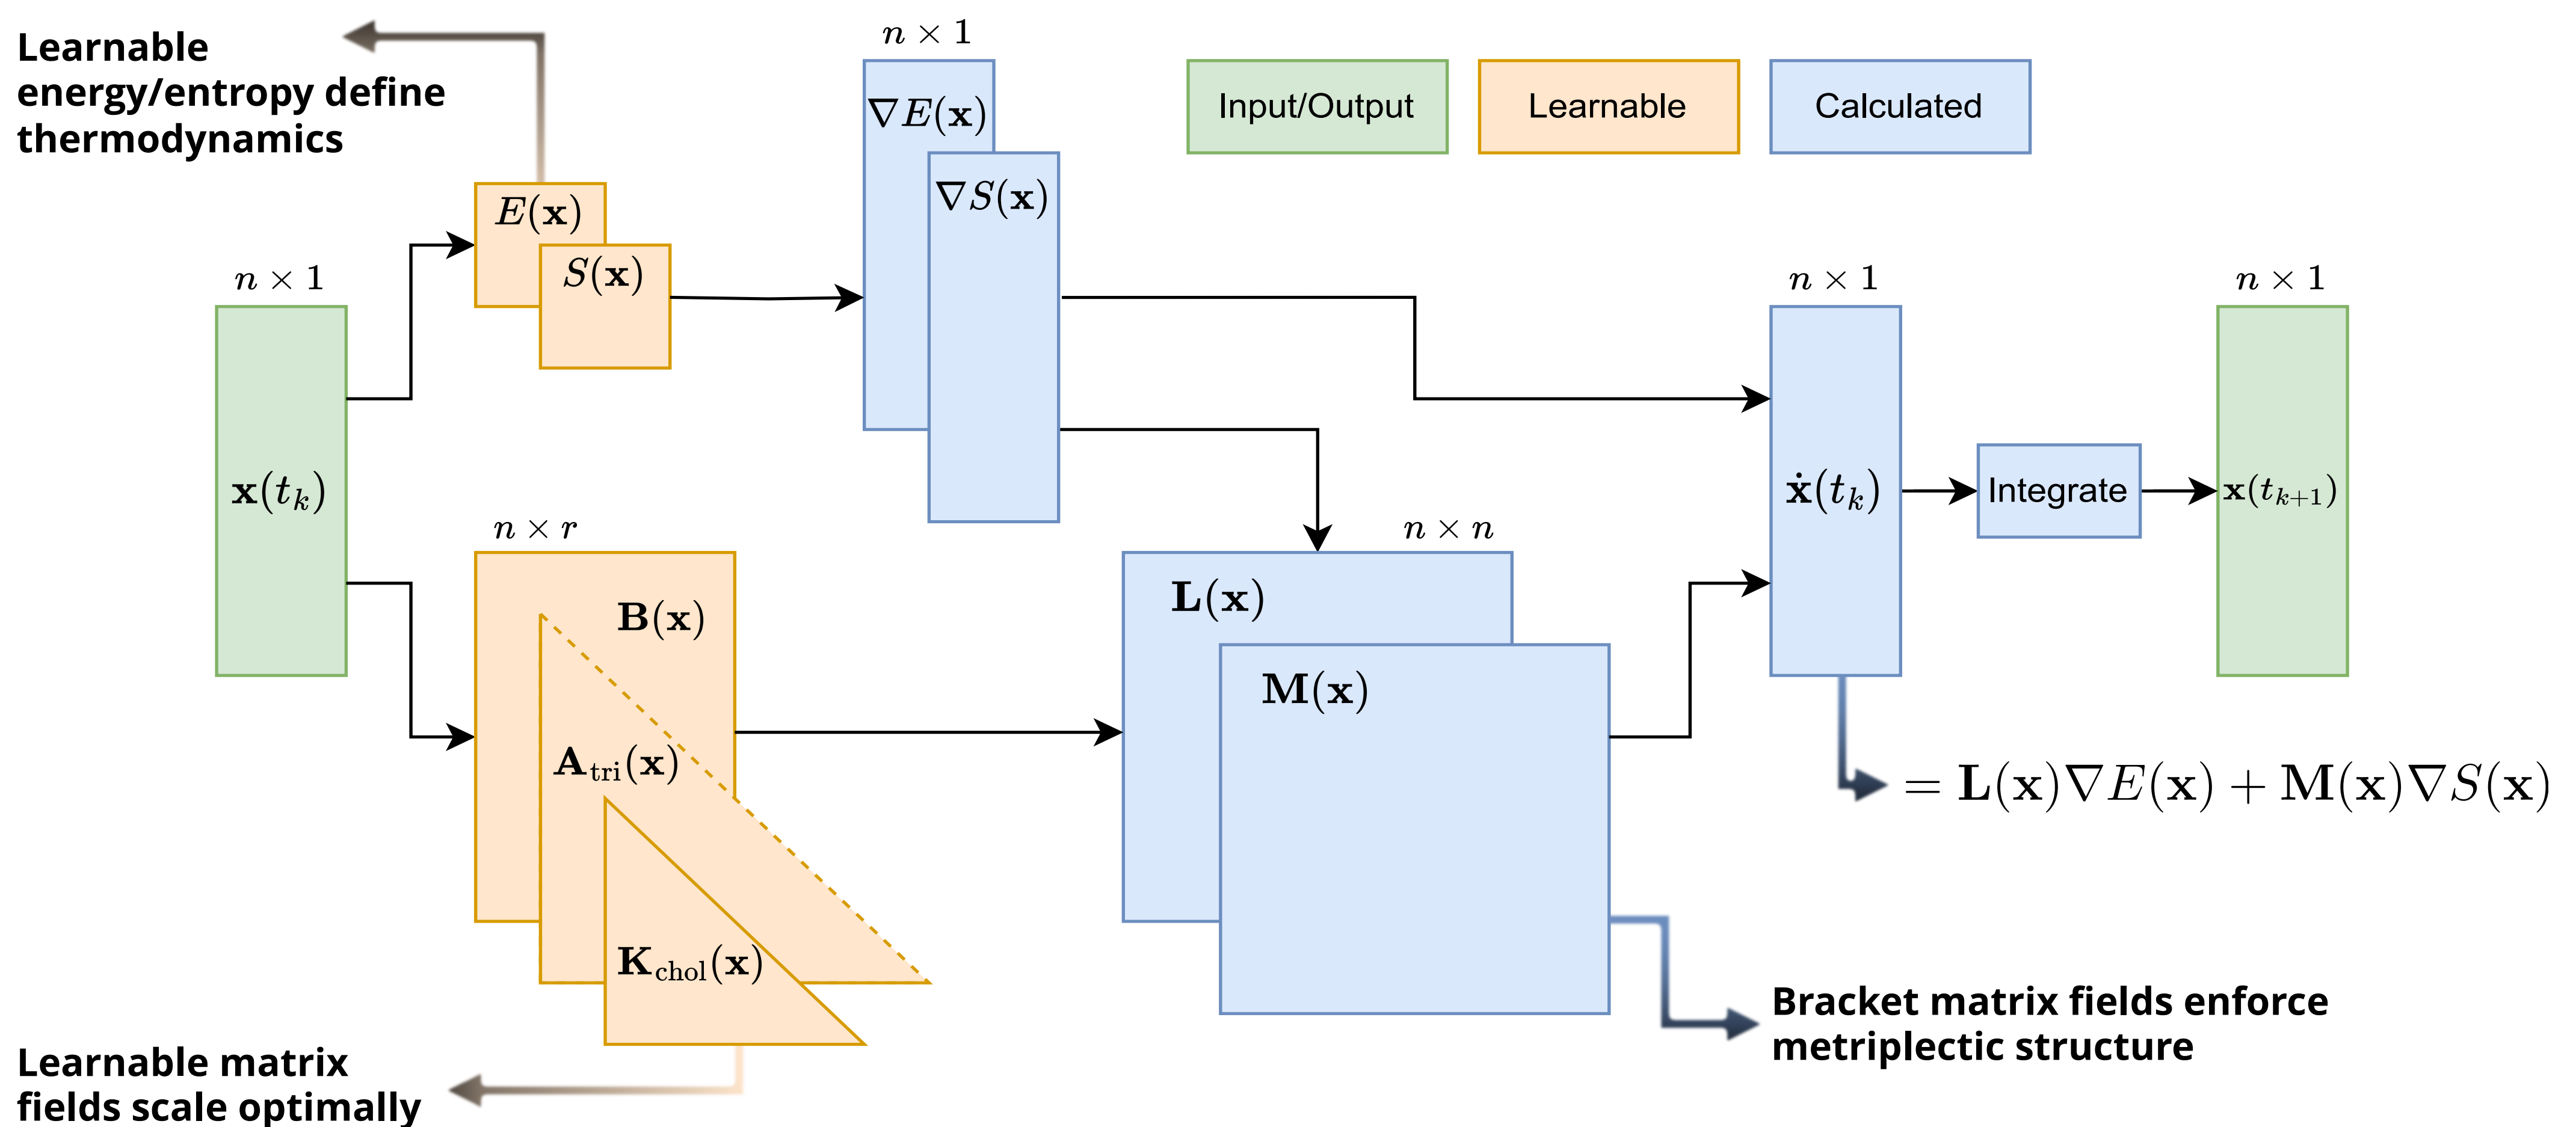 Learnable
energy/entropy define
thermodynamics
n × 1
∇E(x)
∇S(x)
Input/Output
Learnable
Calculated
E(x)
S(x)
n × 1
x(t_k)
n × r
B(x)
A_tri(x)
K_chol(x)
n × n
L(x)
M(x)
n × 1
ẋ(t_k)
Integrate
n × 1
x(t_{k+1})
= L(x)∇E(x) + M(x)∇S(x)
Bracket matrix fields enforce
metriplectic structure
Learnable matrix
fields scale optimally